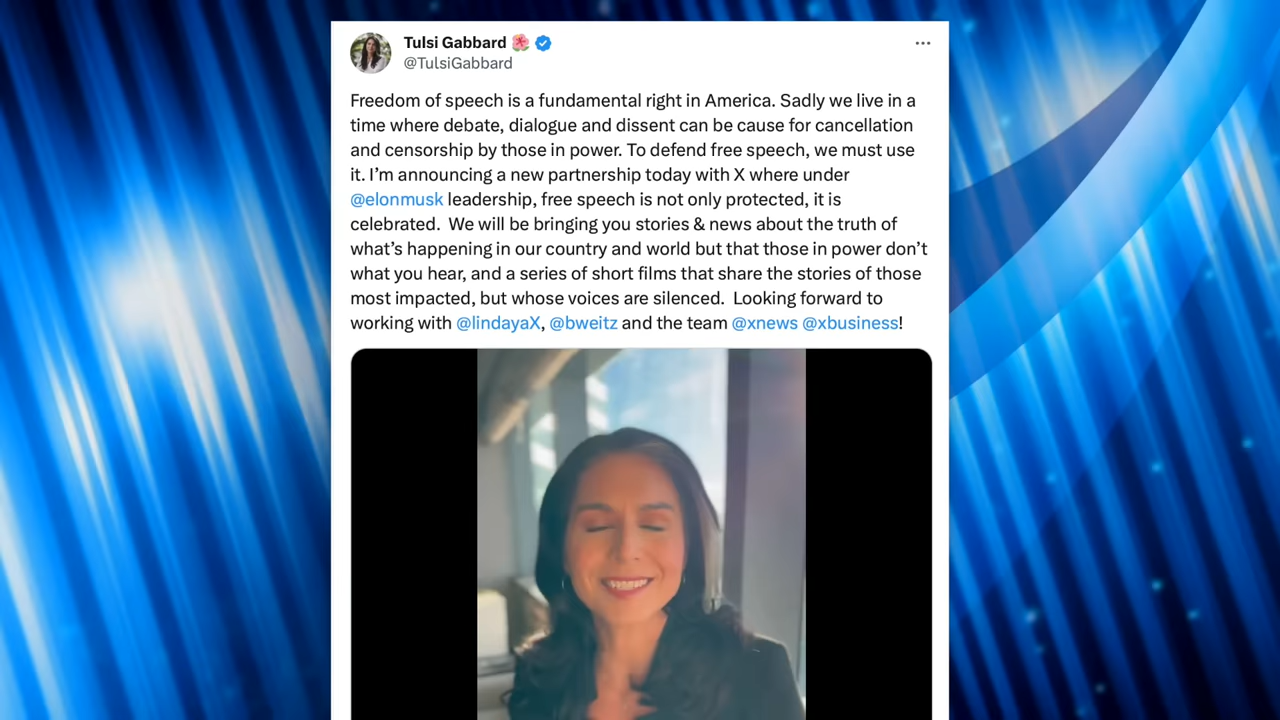 Tulsi Gabbard 🌺
@TulsiGabbard
Freedom of speech is a fundamental right in America. Sadly we live in a
time where debate, dialogue and dissent can be cause for cancellation
and censorship by those in power. To defend free speech, we must use
it. I’m announcing a new partnership today with X where under
@elonmusk leadership, free speech is not only protected, it is
celebrated.  We will be bringing you stories & news about the truth of
what’s happening in our country and world but that those in power don’t
what you hear, and a series of short films that share the stories of those
most impacted, but whose voices are silenced.  Looking forward to
working with @lindayaX, @bweitz and the team @xnews @xbusiness!